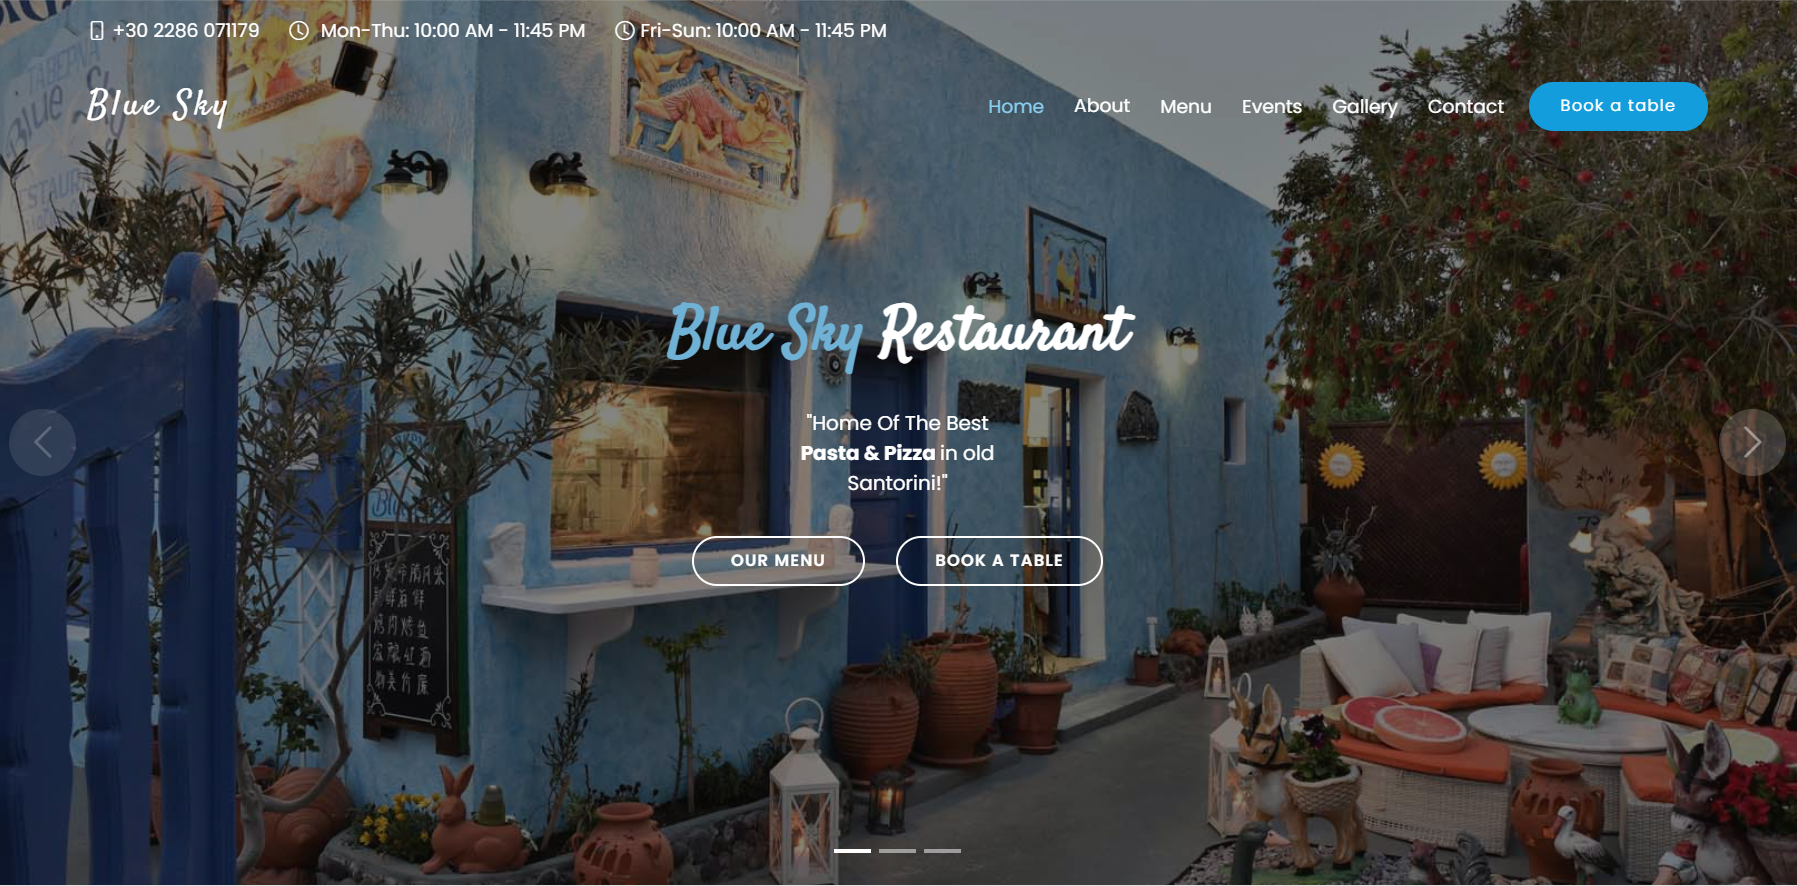 +30 2286 071179
Mon-Thu: 10:00 AM - 11:45 PM
Fri-Sun: 10:00 AM - 11:45 PM
Blue Sky
Home
About
Menu
Events
Gallery
Contact
Book a table
Blue Sky Restaurant
"Home Of The Best
Pasta & Pizza in old
Santorini!"
OUR MENU
BOOK A TABLE